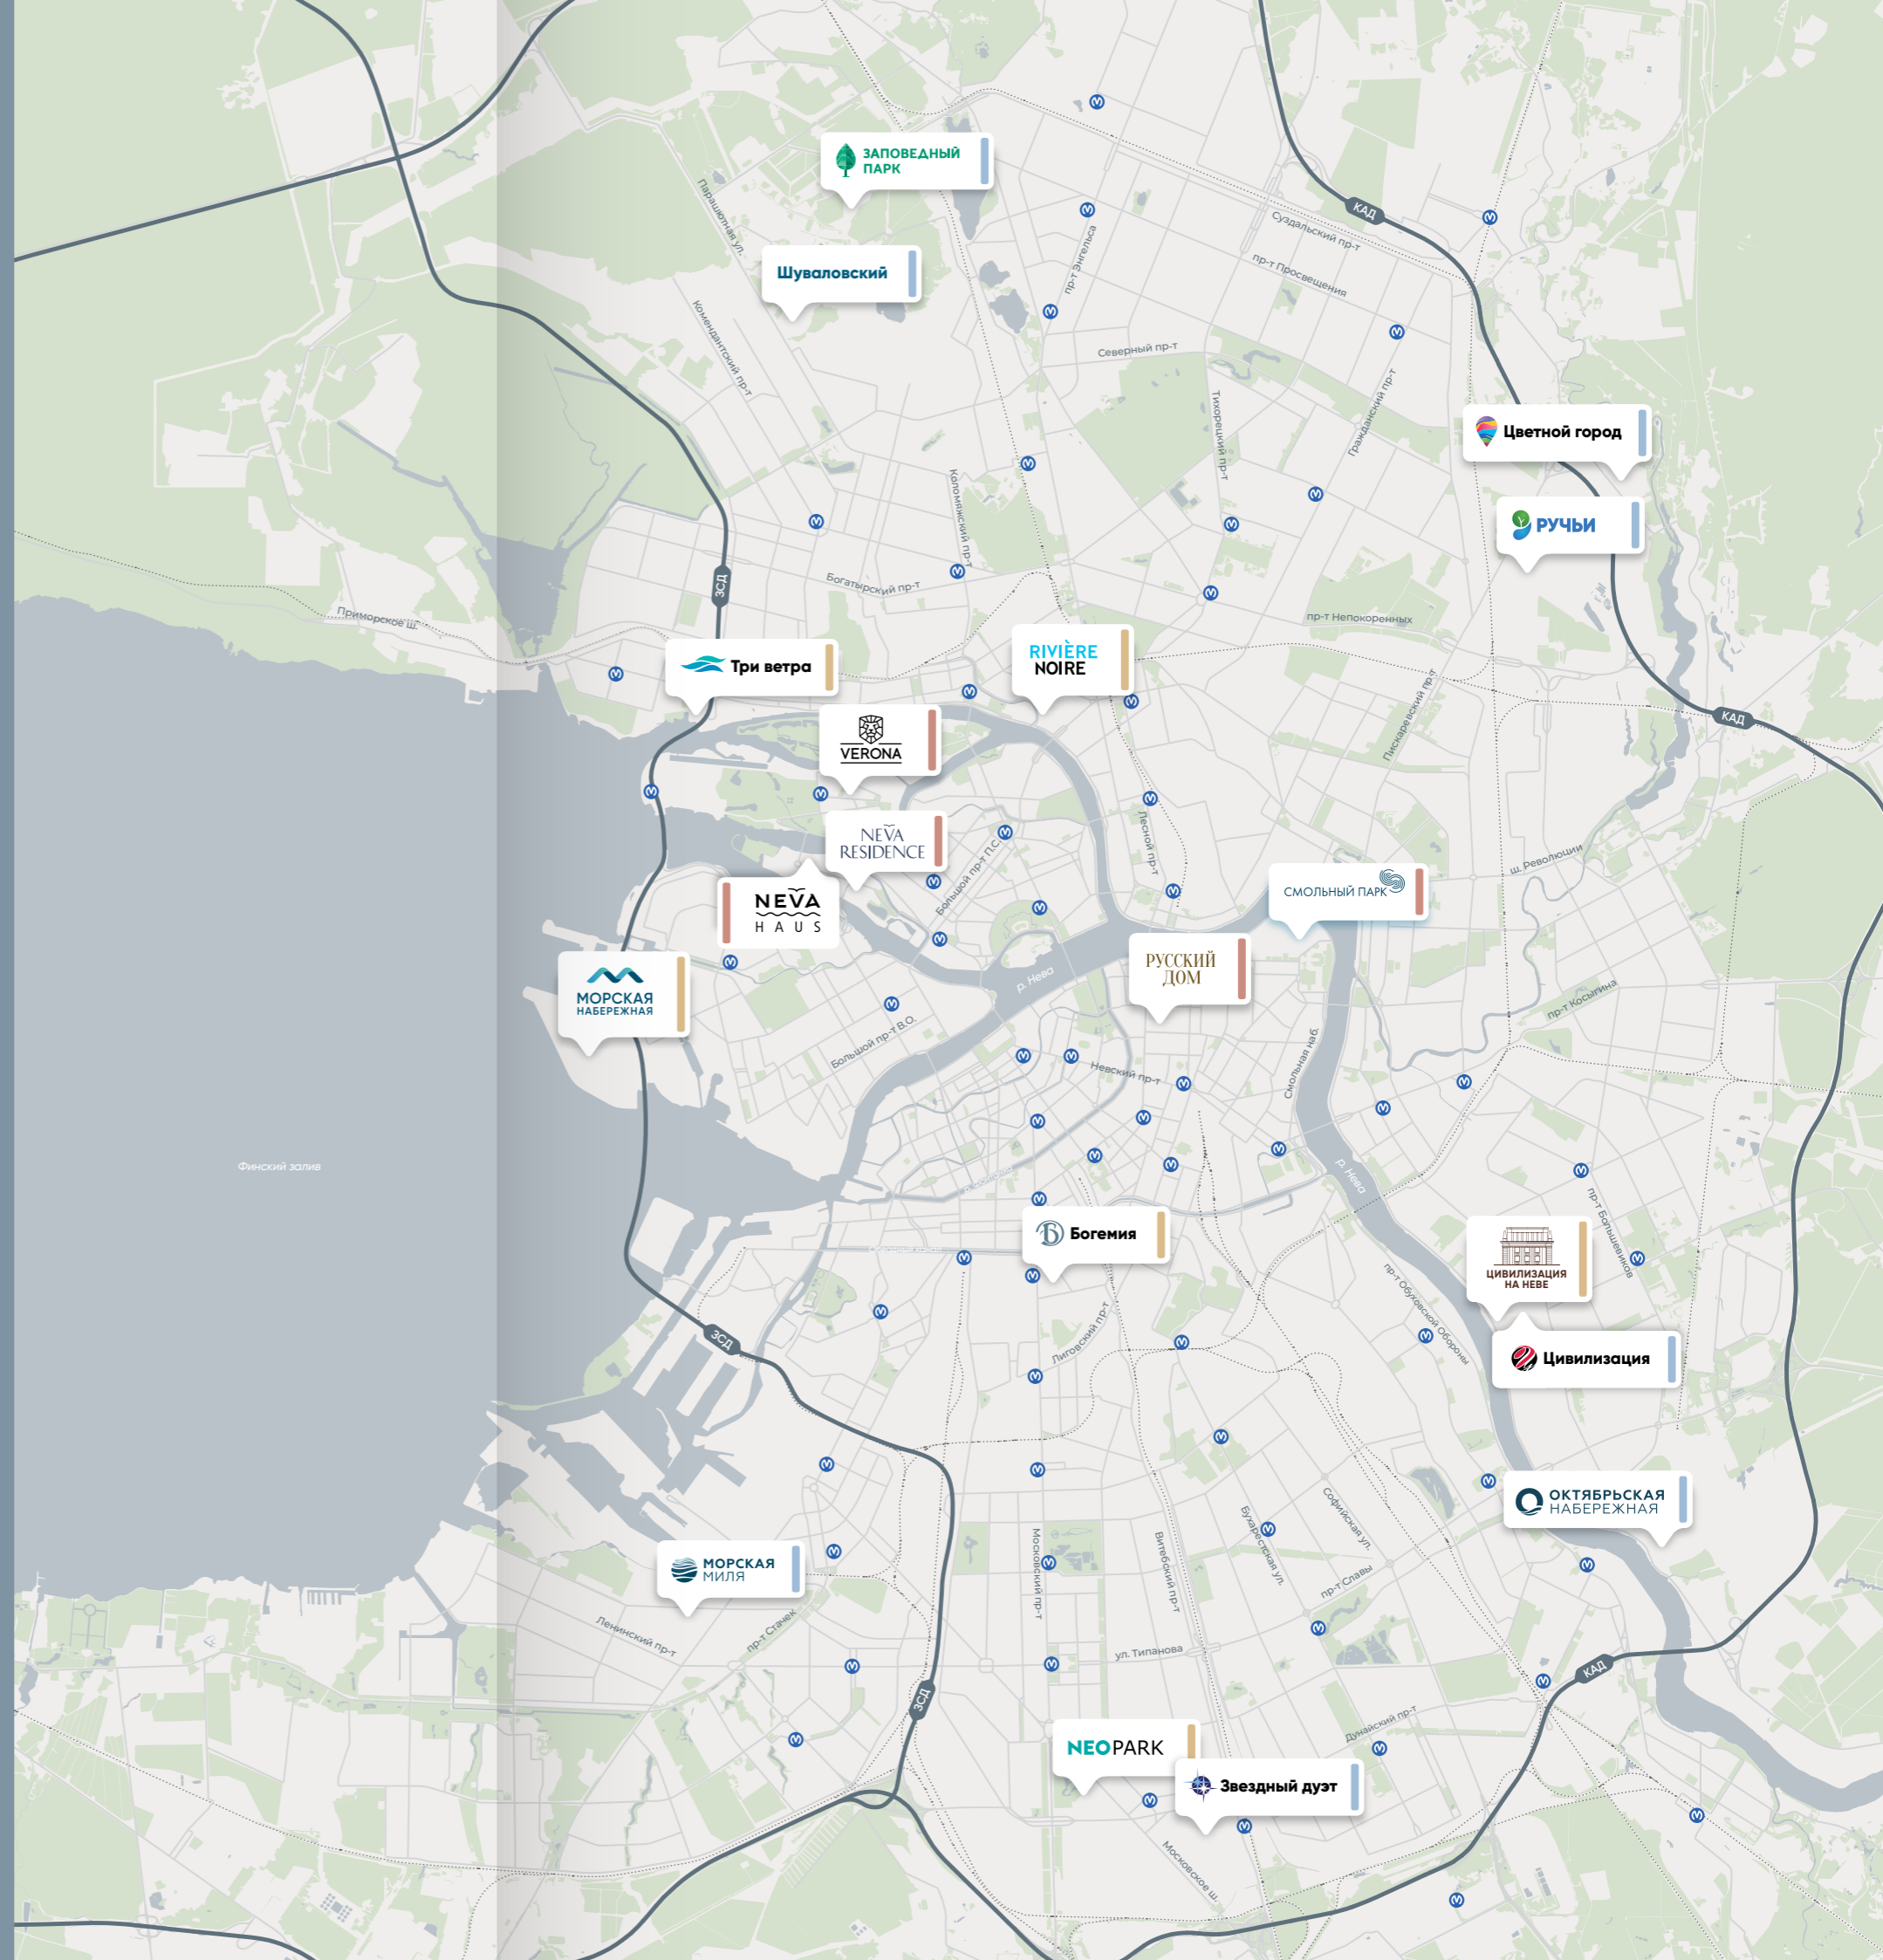 ЗАПОВЕДНЫЙ
ПАРК
Парашютная ул.
КАД
Суздальский пр-т
пр-т Энгельса
пр-т Просвещения
Шуваловский
Комендантский пр-т
Северный пр-т
Тихорецкий пр-т
Гражданский пр-т
Цветной город
РУЧЬИ
Коломяжский пр-т
ЗСД
Богатырский пр-т
Приморское ш.
пр-т Непокоренных
Три ветра
RIVIÈRE
NOIRE
Пискаревский пр-т
КАД
VERONA
Лесной пр-т
NEVA
RESIDENCE
Большой пр-т П.С.
ш. Революции
СМОЛЬНЫЙ ПАРК
NEVA
HAUS
РУССКИЙ
ДОМ
р. Нева
МОРСКАЯ
НАБЕРЕЖНАЯ
пр-т Косыгина
Большой пр-т В.О.
Невский пр-т
Смольная наб.
Финский залив
р. Нева
р. Фонтанка
пр-т Большевиков
Богемия
Обводный канал
ЦИВИЛИЗАЦИЯ
НА НЕВЕ
пр-т Обуховской Обороны
ЗСД
Лиговский пр-т
Цивилизация
ОКТЯБРЬСКАЯ
НАБЕРЕЖНАЯ
Московский пр-т
Витебский пр-т
Бухарестская ул.
Софийская ул.
МОРСКАЯ
МИЛЯ
пр-т Славы
Ленинский пр-т
пр-т Стачек
ул. Типанова
ЗСД
КАД
Дунайский пр-т
NEOPARK
Звездный дуэт
Московское ш.